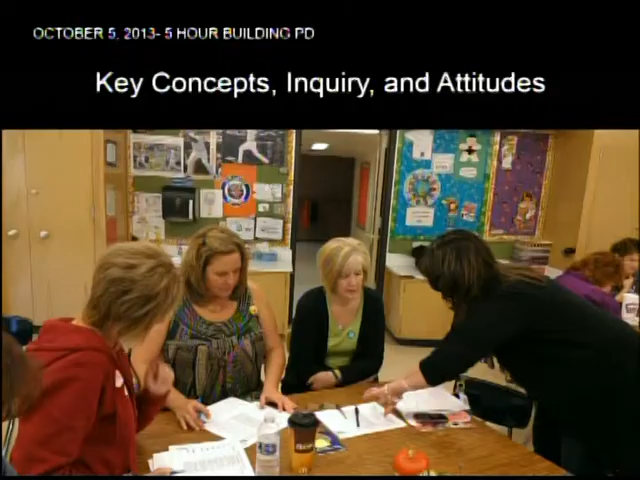 OCTOBER 5, 2013- 5 HOUR BUILDING PD
Key Concepts, Inquiry, and Attitudes